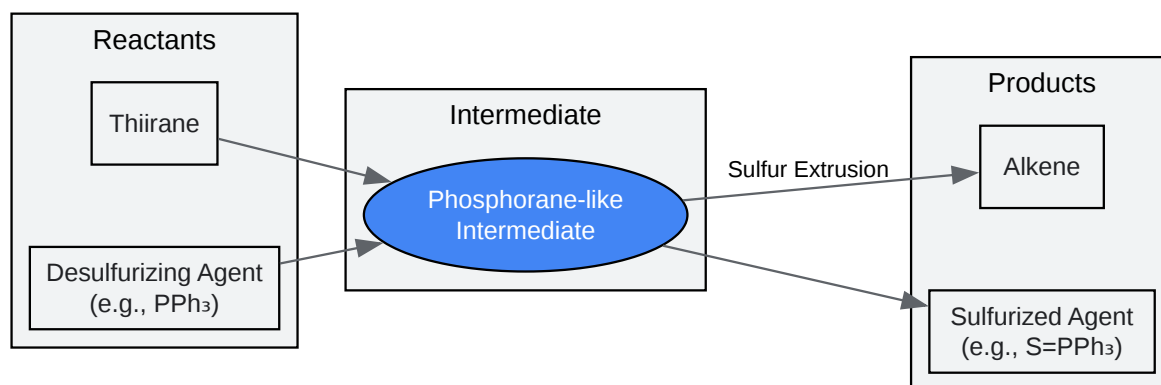 Reactants
Thiirane
Desulfurizing Agent
(e.g., PPh₃)
Intermediate
Phosphorane-like
Intermediate
Sulfur Extrusion
Products
Alkene
Sulfurized Agent
(e.g., S=PPh₃)